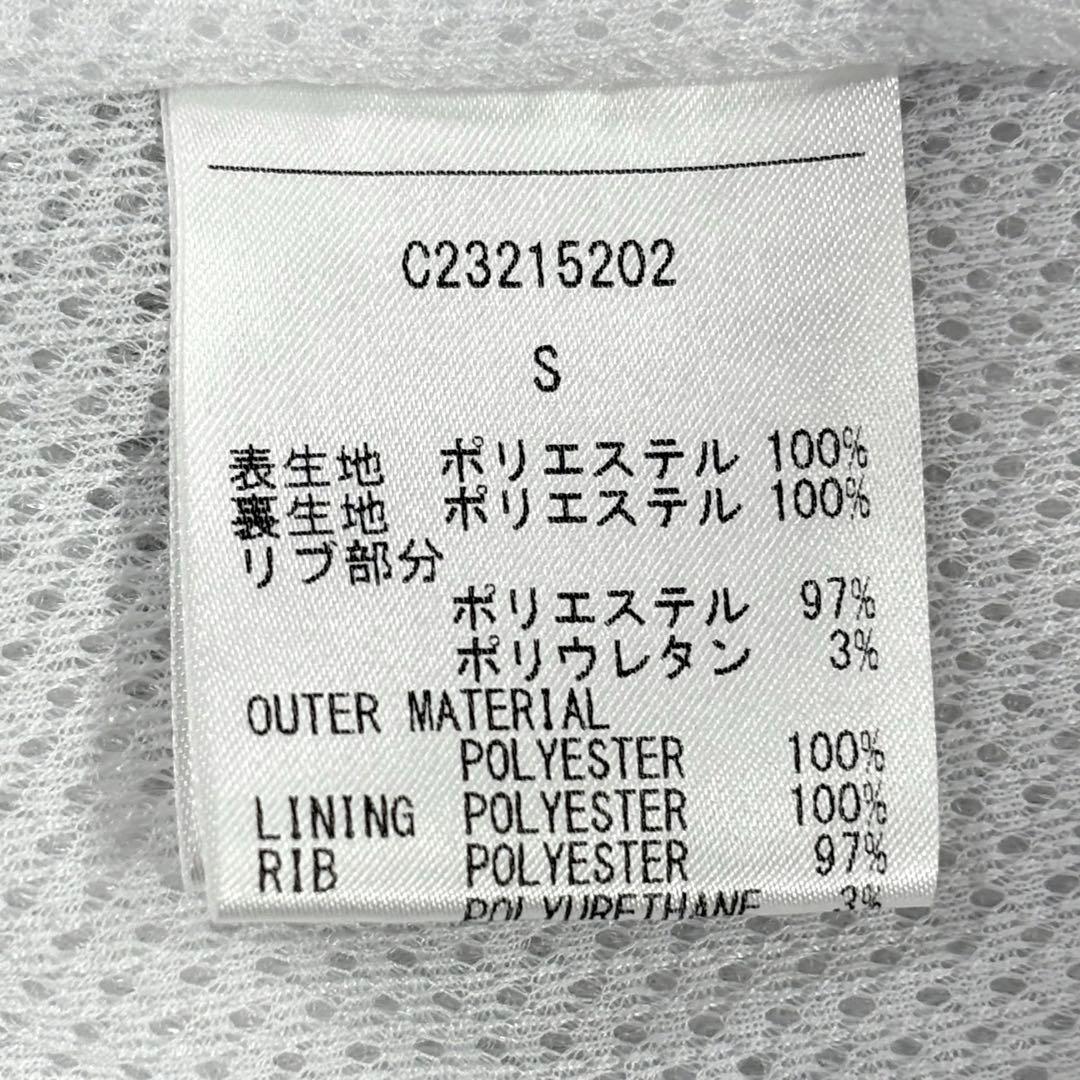 C23215202
S
表生地 ポリエステル 100%
裏生地 ポリエステル 100%
リブ部分
ポリエステル 97%
ポリウレタン 3%
OUTER MATERIAL
POLYESTER 100%
LINING POLYESTER 100%
RIB POLYESTER 97%
POLYURETHANE 3%